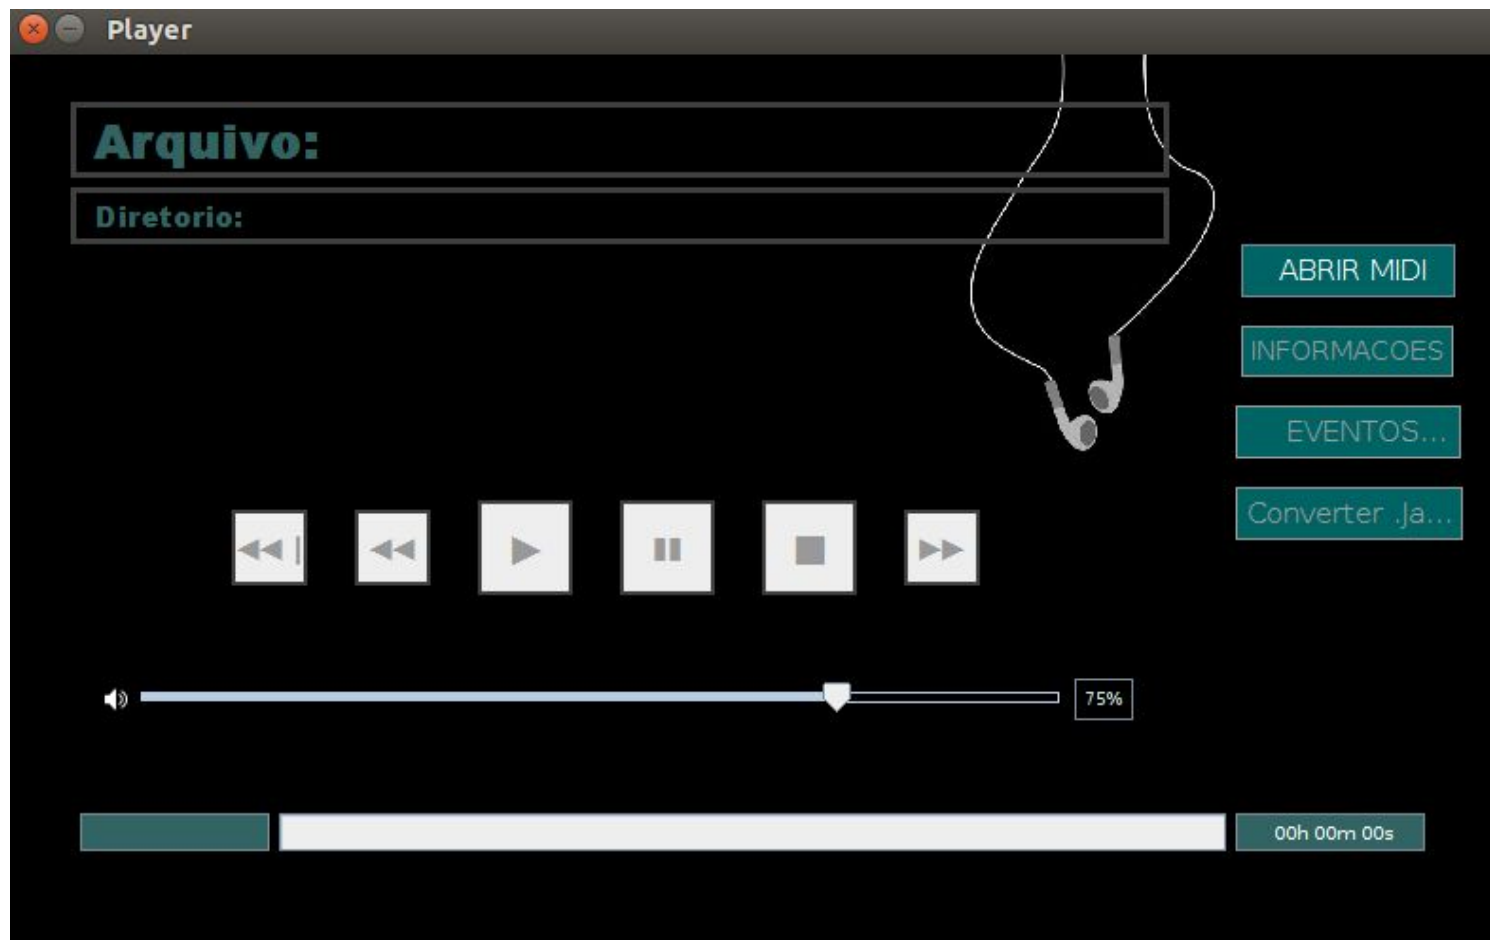 Player
Arquivo:
Diretorio:
ABRIR MIDI
INFORMACOES
EVENTOS...
Converter .Ja...
75%
00h 00m 00s